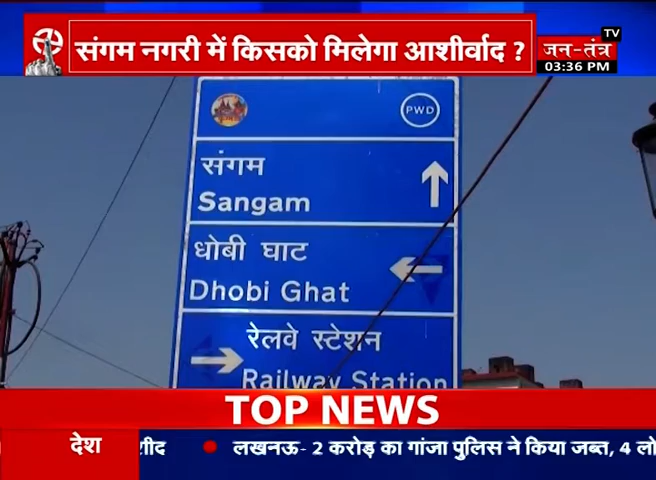 संगम नगरी में किसको मिलेगा आशीर्वाद ?
जन-तंत्र TV
03:36 PM
PWD
संगम
Sangam
धोबी घाट
Dhobi Ghat
रेलवे स्टेशन
Railway Station
TOP NEWS
देश
लखनऊ- 2 करोड़ का गांजा पुलिस ने किया जब्त, 4